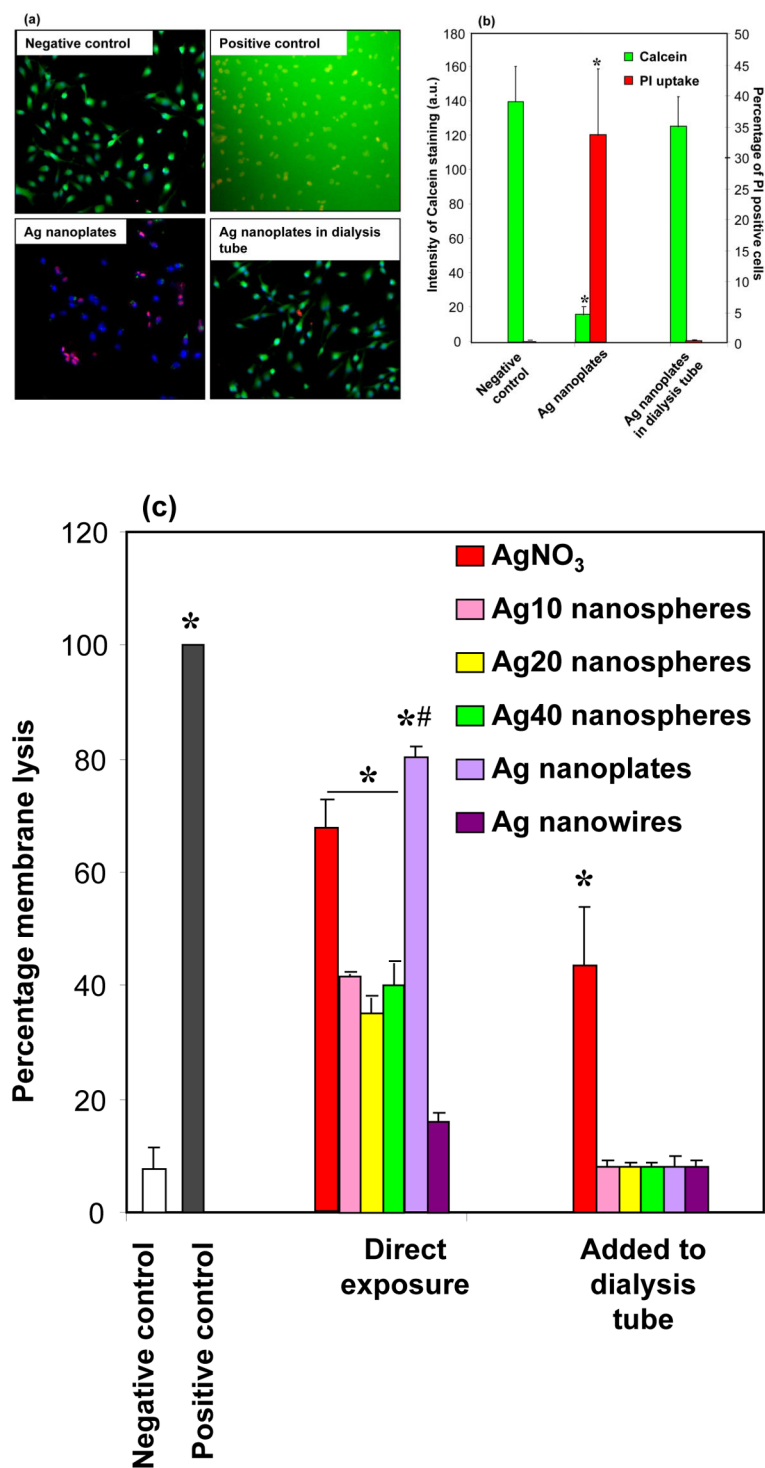 (a)
Negative control
Positive control
Ag nanoplates
Ag nanoplates in dialysis
tube
(b)
Intensity of Calcein staining (a.u.)
180
160
140
120
100
80
60
40
20
0
Calcein
PI uptake
*
*
50
45
40
35
30
25
20
15
10
5
0
Percentage of PI positive cells
Negative
control
Ag nanoplates
Ag nanoplates
in dialysis tube
(c)
Percentage membrane lysis
120
100
80
60
40
20
0
AgNO₃
Ag10 nanospheres
Ag20 nanospheres
Ag40 nanospheres
Ag nanoplates
Ag nanowires
*
*
*#
*
Negative control
Positive control
Direct
exposure
Added to
dialysis
tube